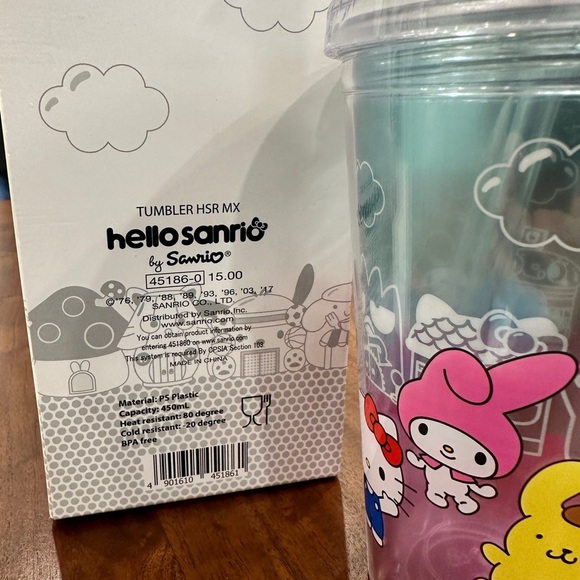 TUMBLER HSR MX
hello sanrio
by Sanrio®
45186-0 15.00
©'76, '79, '88, '89, '93, '96, '03, '17
SANRIO CO., LTD.
Distributed by Sanrio, Inc.
www.sanrio.com
You can obtain product information by
entering 451860 on www.sanrio.com
This system is required By CPSIA Section 103
MADE IN CHINA
Material: PS Plastic
Capacity: 450mL
Heat resistant: 80 degree
Cold resistant: -20 degree
BPA free
4 901610 451861